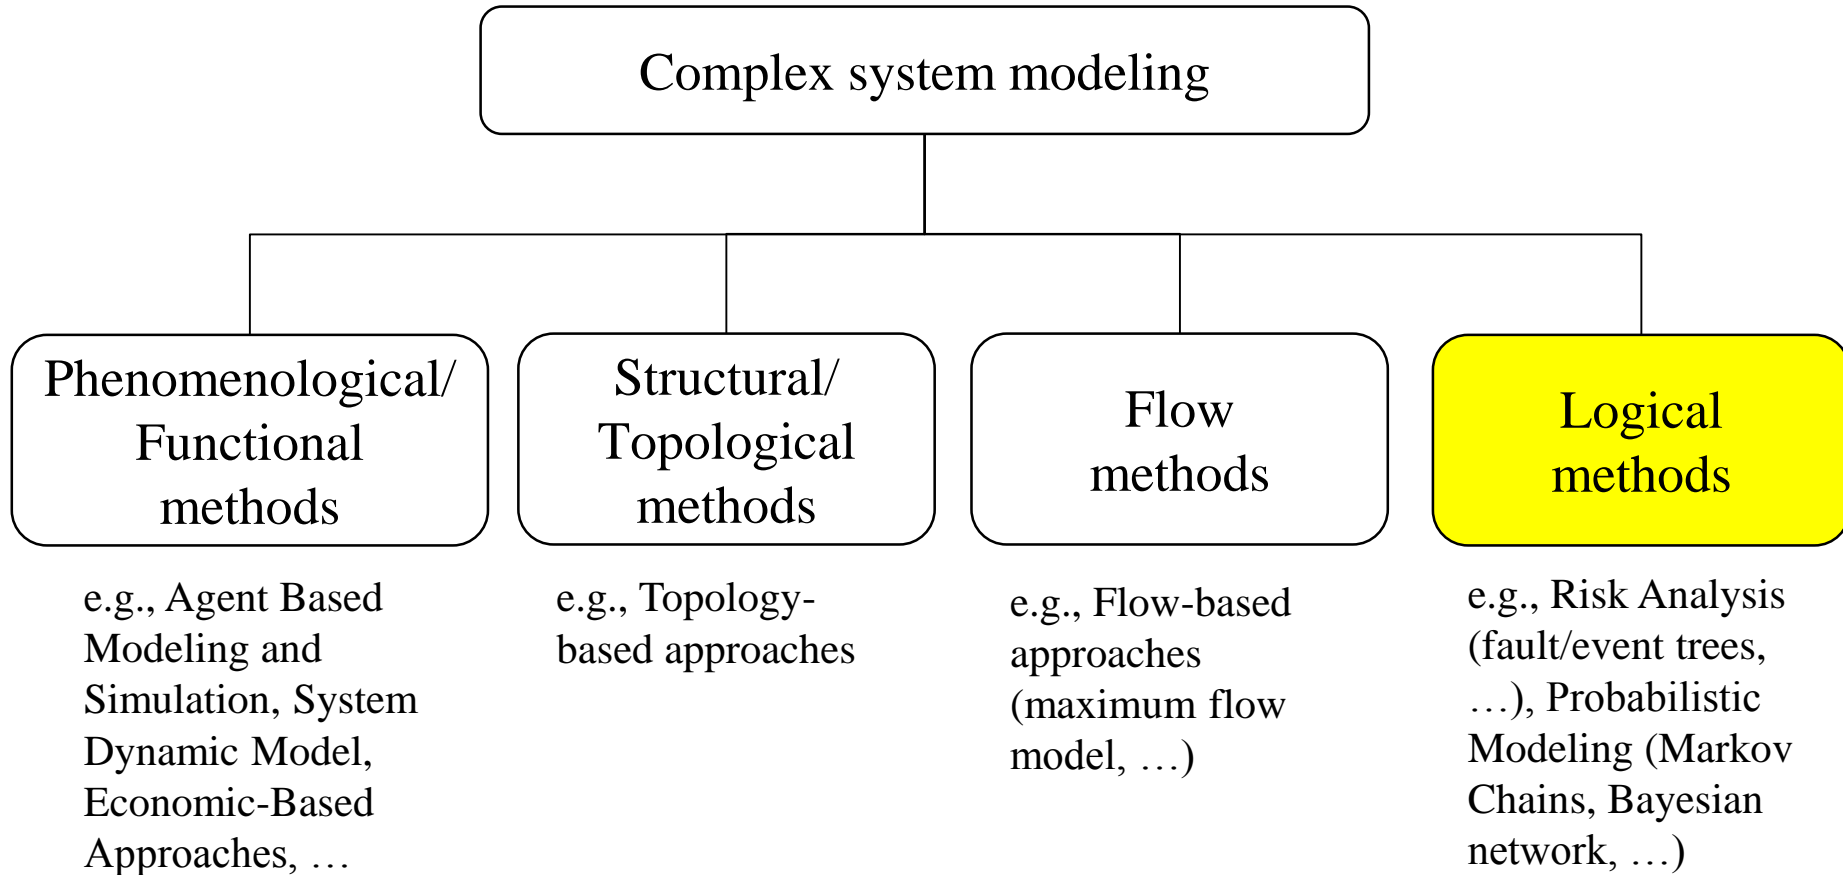 Complex system modeling
Phenomenological/
Functional
methods
Structural/
Topological
methods
Flow
methods
Logical
methods
e.g., Agent Based
Modeling and
Simulation, System
Dynamic Model,
Economic-Based
Approaches, …
e.g., Topology-
based approaches
e.g., Flow-based
approaches
(maximum flow
model, …)
e.g., Risk Analysis
(fault/event trees,
…), Probabilistic
Modeling (Markov
Chains, Bayesian
network, …)